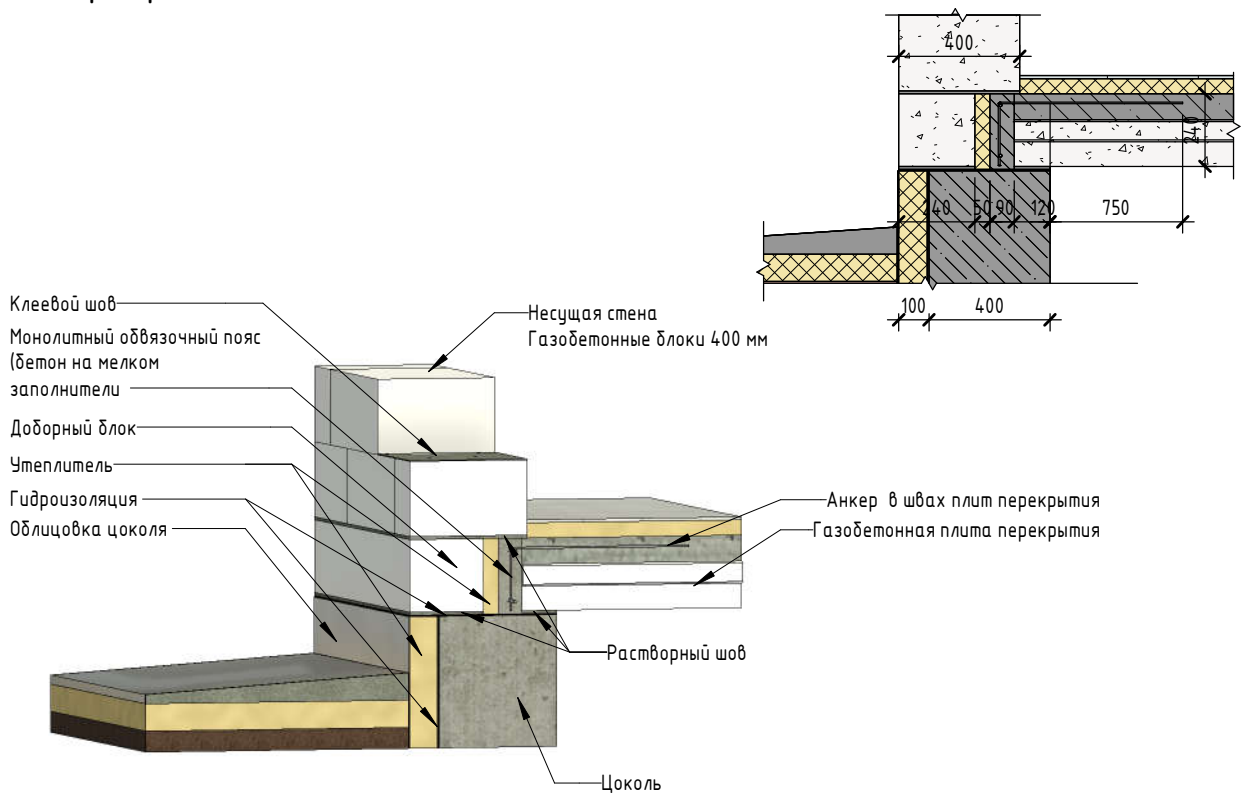 400
240
40
50
90
120
750
100
400
Клеевой шов
Монолитный обвязочный пояс
(бетон на мелком
заполнители
Доборный блок
Утеплитель
Гидроизоляция
Облицовка цоколя
Несущая стена
Газобетонные блоки 400 мм
Анкер в швах плит перекрытия
Газобетонная плита перекрытия
Растворный шов
Цоколь